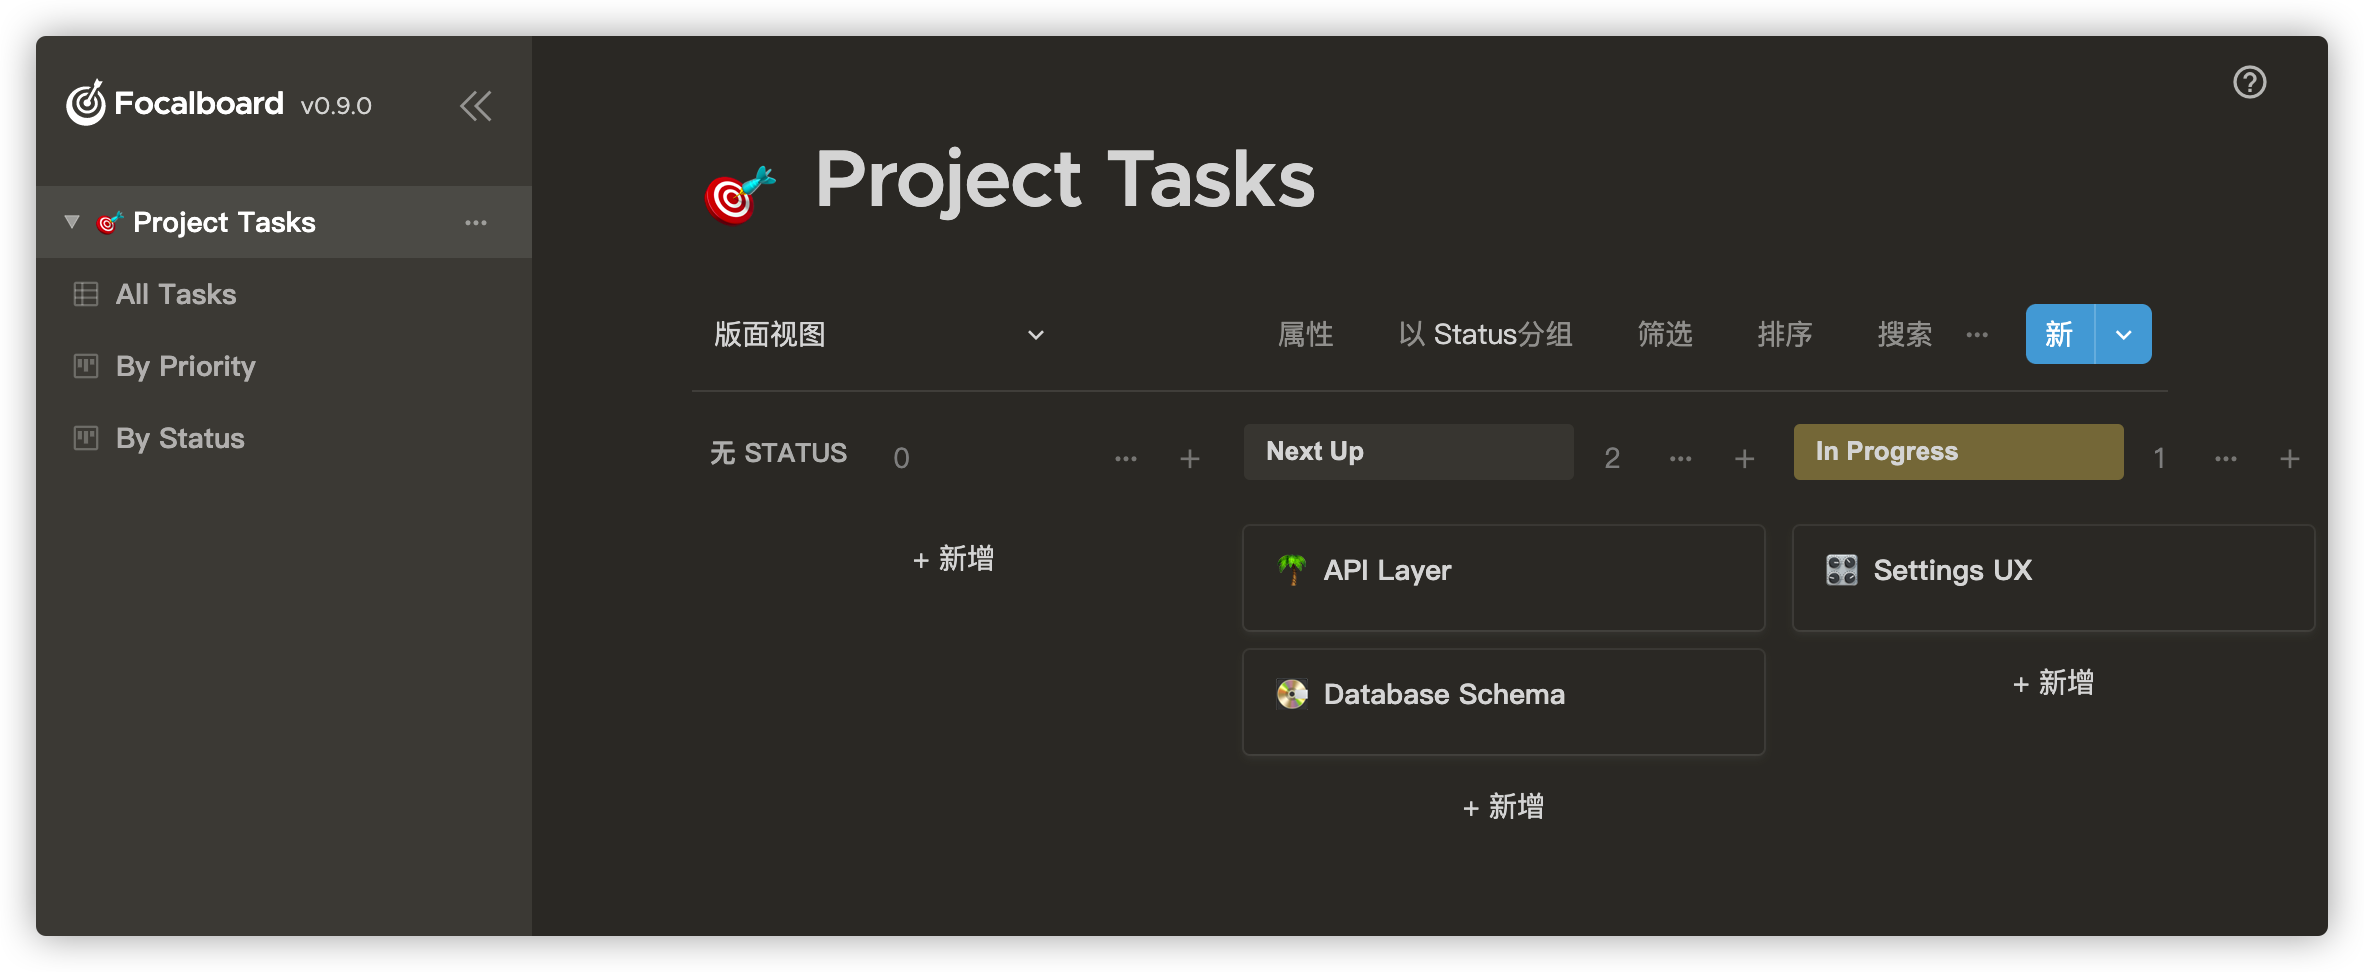 Focalboard v0.9.0
Project Tasks
All Tasks
By Priority
By Status
Project Tasks
版面视图 属性 以 Status分组 筛选 排序 搜索 新
无 STATUS 0 Next Up 2 In Progress 1
+ 新增 API Layer Settings UX
Database Schema + 新增
+ 新增